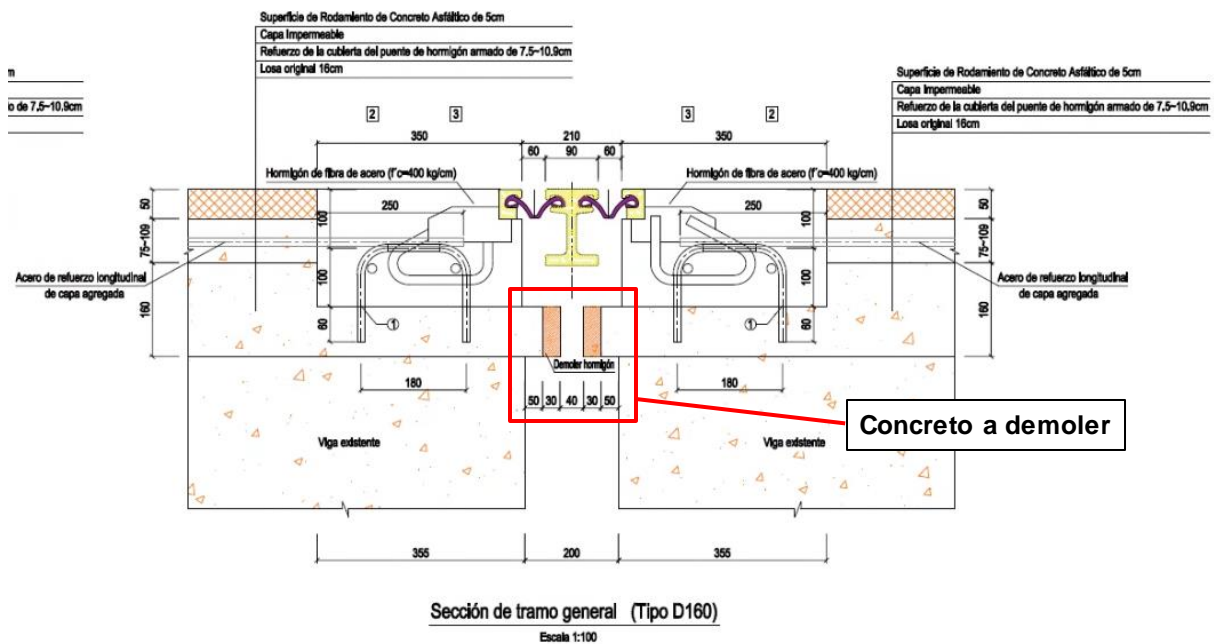 Superficie de Rodamiento de Concreto Asfáltico de 5cm
Capa Impermeable
Refuerzo de la cubierta del puente de hormigón armado de 7.5~10.9cm
Losa original 16cm
m
do de 7.5~10.9cm
Superficie de Rodamiento de Concreto Asfáltico de 5cm
Capa Impermeable
Refuerzo de la cubierta del puente de hormigón armado de 7.5~10.9cm
Losa original 16cm
2 3 3 2
350 210 350
60 90 60
Hormigón de fibra de acero (f´c=400 kg/cm)
Hormigón de fibra de acero (f´c=400 kg/cm)
50 250 100 100 250 50
75~109 75~109
Acero de refuerzo longitudinal
de capa agregada
Acero de refuerzo longitudinal
de capa agregada
160 100 100 160
60 1 1 60
Demoler hormigón
180 50 30 40 30 50 180
Concreto a demoler
Viga existente Viga existente
355 200 355
Sección de tramo general (Tipo D160)
Escala 1:100